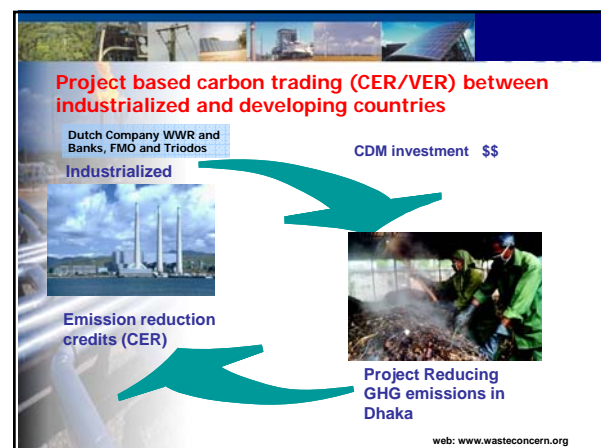 Project based carbon trading (CER/VER) between
industrialized and developing countries
Dutch Company WWR and
Banks, FMO and Triodos
CDM investment $$
Industrialized
Emission reduction
credits (CER)
Project Reducing
GHG emissions in
Dhaka
web: www.wasteconcern.org